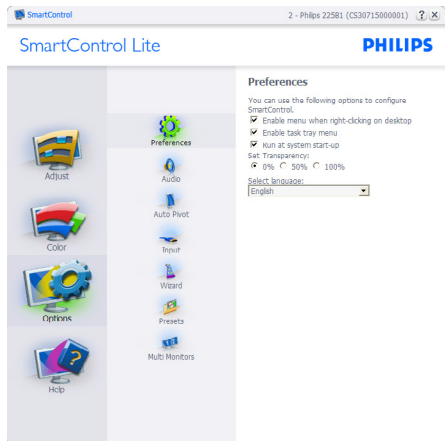 SmartControl
2 - Philips 225B1 (CS30715000001)
SmartControl Lite
PHILIPS
Preferences
You can use the following options to configure
SmartControl.
Enable menu when right-clicking on desktop
Enable task tray menu
Run at system start-up
Set Transparency:
0% 50% 100%
Select language:
English
Adjust
Color
Options
Help
Preferences
Audio
Auto Pivot
Input
Wizard
Presets
Multi Monitors